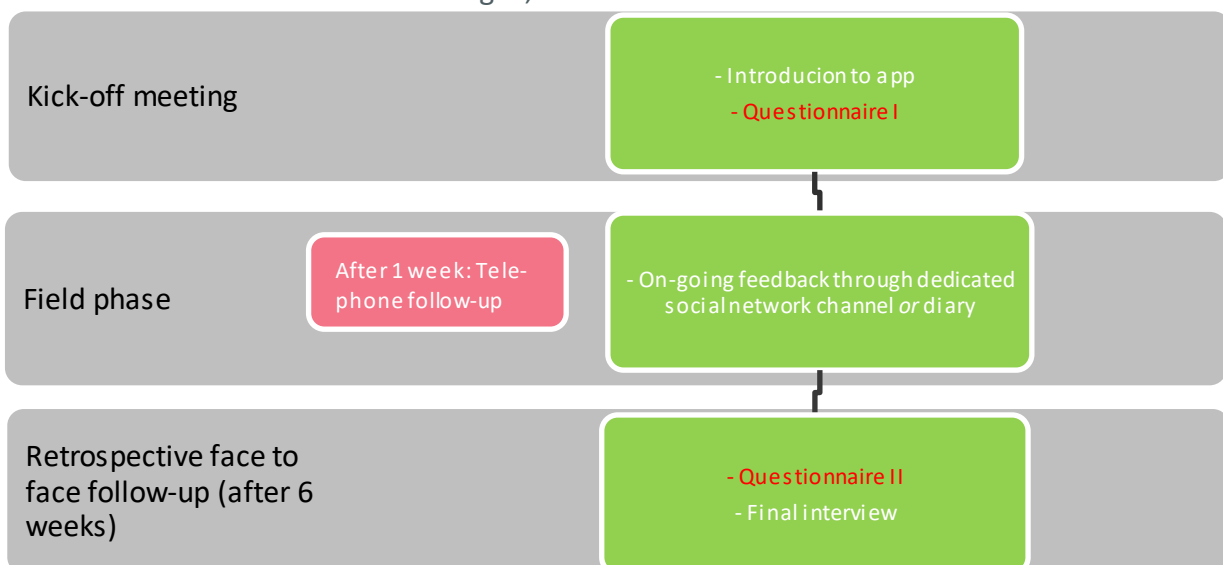 Kick-off meeting
- Introducion to app
- Questionnaire I
Field phase
After 1 week: Tele-
phone follow-up
- On-going feedback through dedicated
social network channel or diary
Retrospective face to
face follow-up (after 6
weeks)
- Questionnaire II
- Final interview